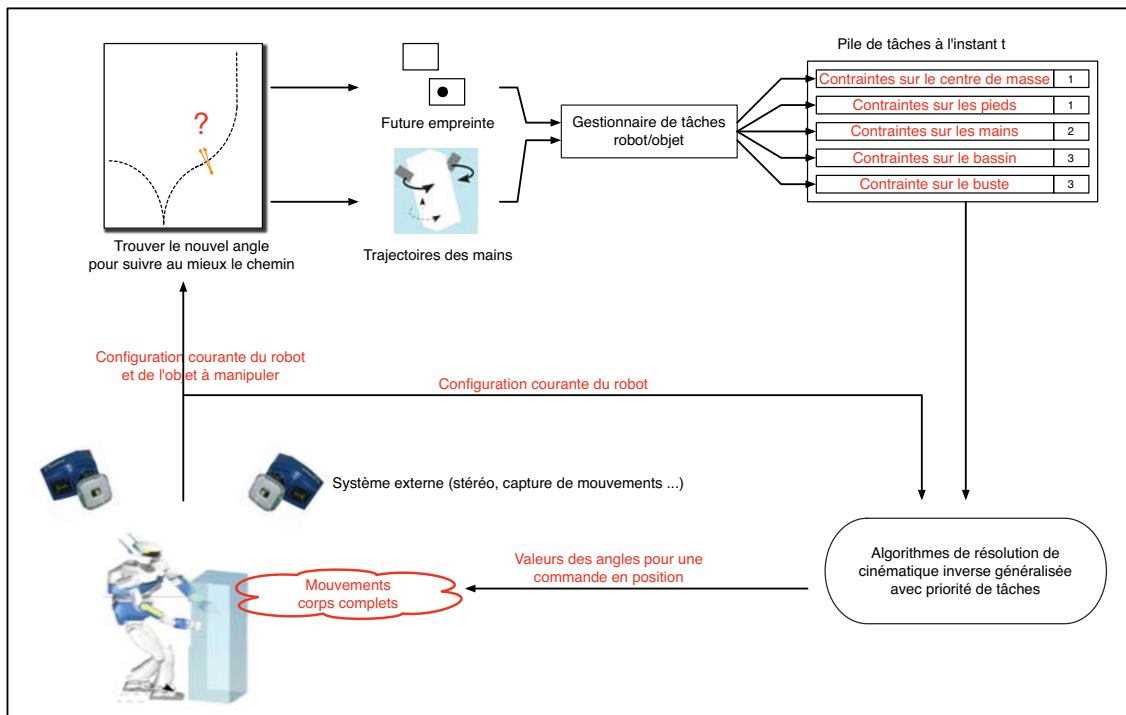 Pile de tâches à l'instant t
Contraintes sur le centre de masse 1
Contraintes sur les pieds 1
Contraintes sur les mains 2
Contraintes sur le bassin 3
Contrainte sur le buste 3
?
Future empreinte
Gestionnaire de tâches
robot/objet
Trouver le nouvel angle
pour suivre au mieux le chemin
Trajectoires des mains
Configuration courante du robot
et de l'objet à manipuler
Configuration courante du robot
Système externe (stéréo, capture de mouvements ...)
Valeurs des angles pour une
commande en position
Algorithmes de résolution de
cinématique inverse généralisée
avec priorité de tâches
Mouvements
corps complets